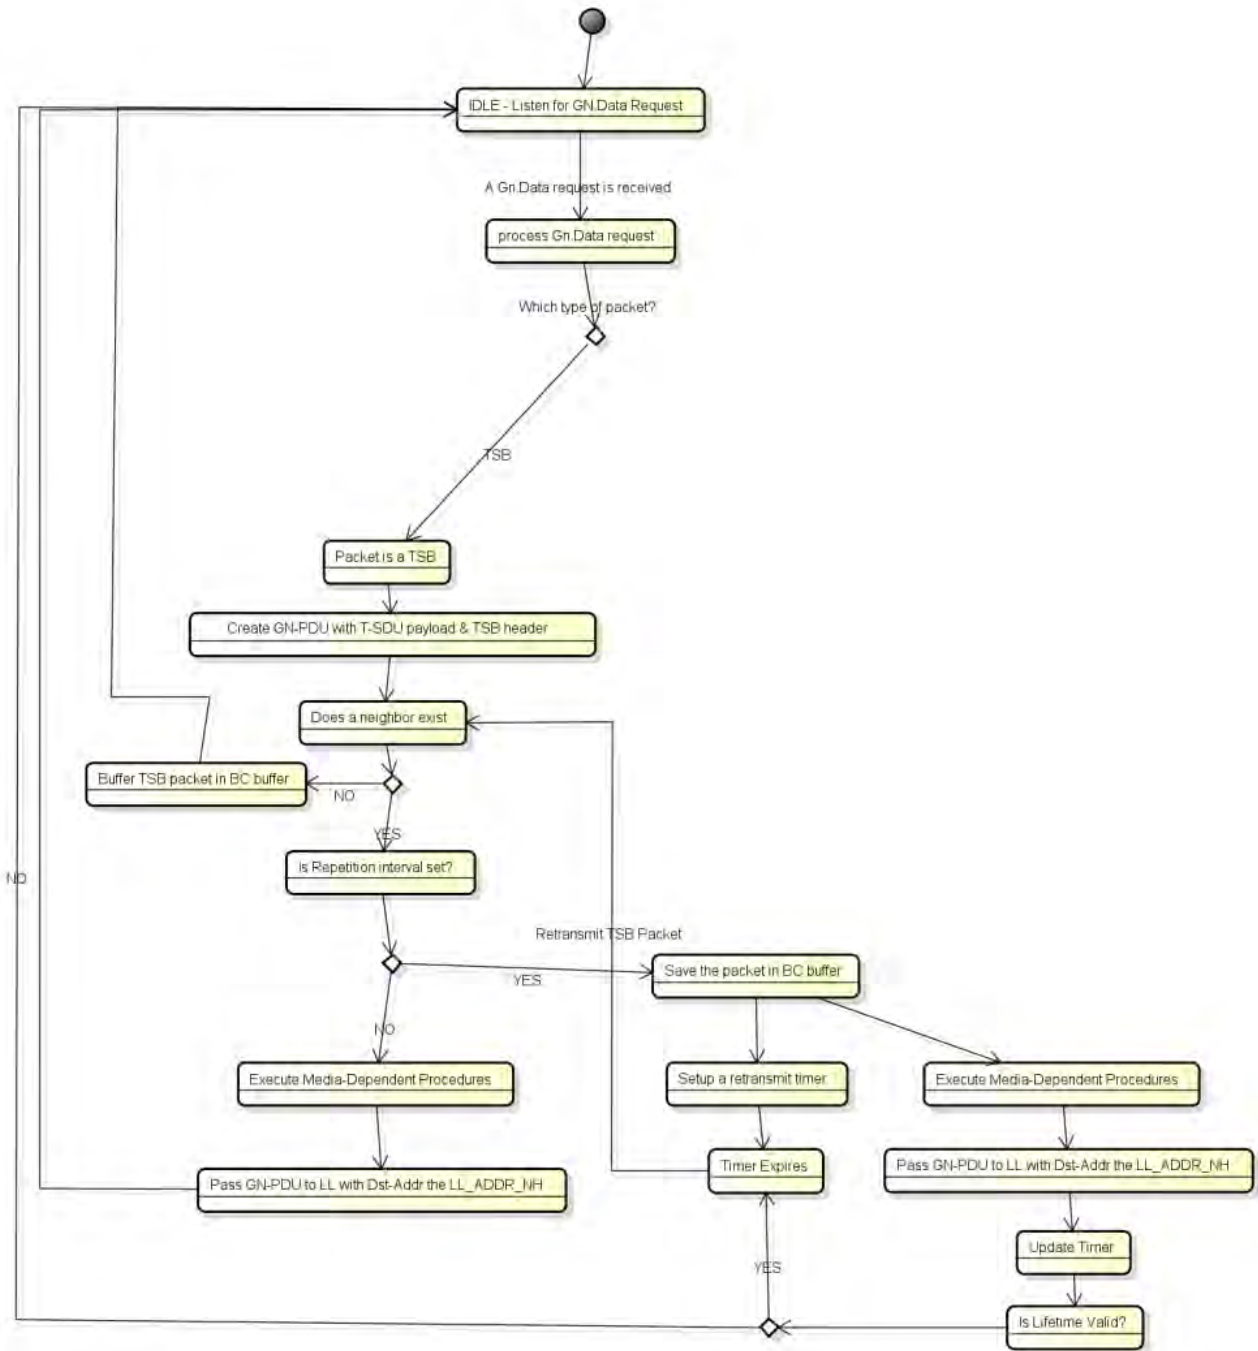 IDLE - Listen for GN.Data Request
A Gn.Data request is received
process Gn.Data request
Which type of packet?
TSB
Packet is a TSB
Create GN-PDU with T-SDU payload & TSB header
Does a neighbor exist
Buffer TSB packet in BC buffer
NO
YES
Is Repetition interval set?
NO
Retransmit TSB Packet
Save the packet in BC buffer
YES
NO
Execute Media-Dependent Procedures
Setup a retransmit timer
Execute Media-Dependent Procedures
Pass GN-PDU to LL with Dst-Addr the LL_ADDR_NH
Timer Expires
Pass GN-PDU to LL with Dst-Addr the LL_ADDR_NH
Update Timer
YES
Is Lifetime Valid?